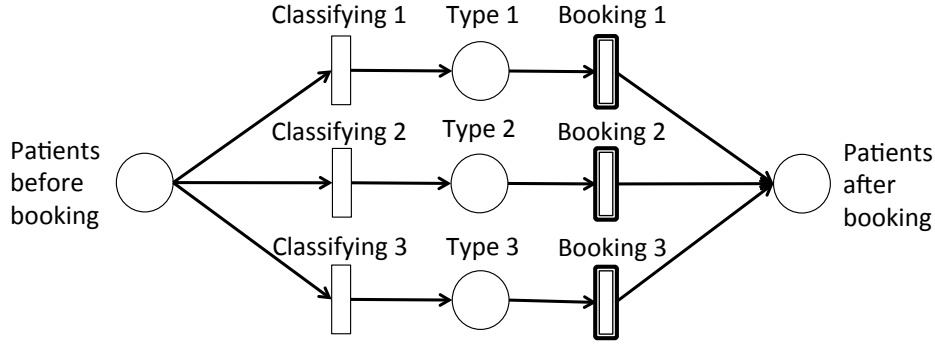 Classifying 1
Type 1
Booking 1
Classifying 2
Type 2
Booking 2
Patients
before
booking
Patients
after
booking
Classifying 3
Type 3
Booking 3